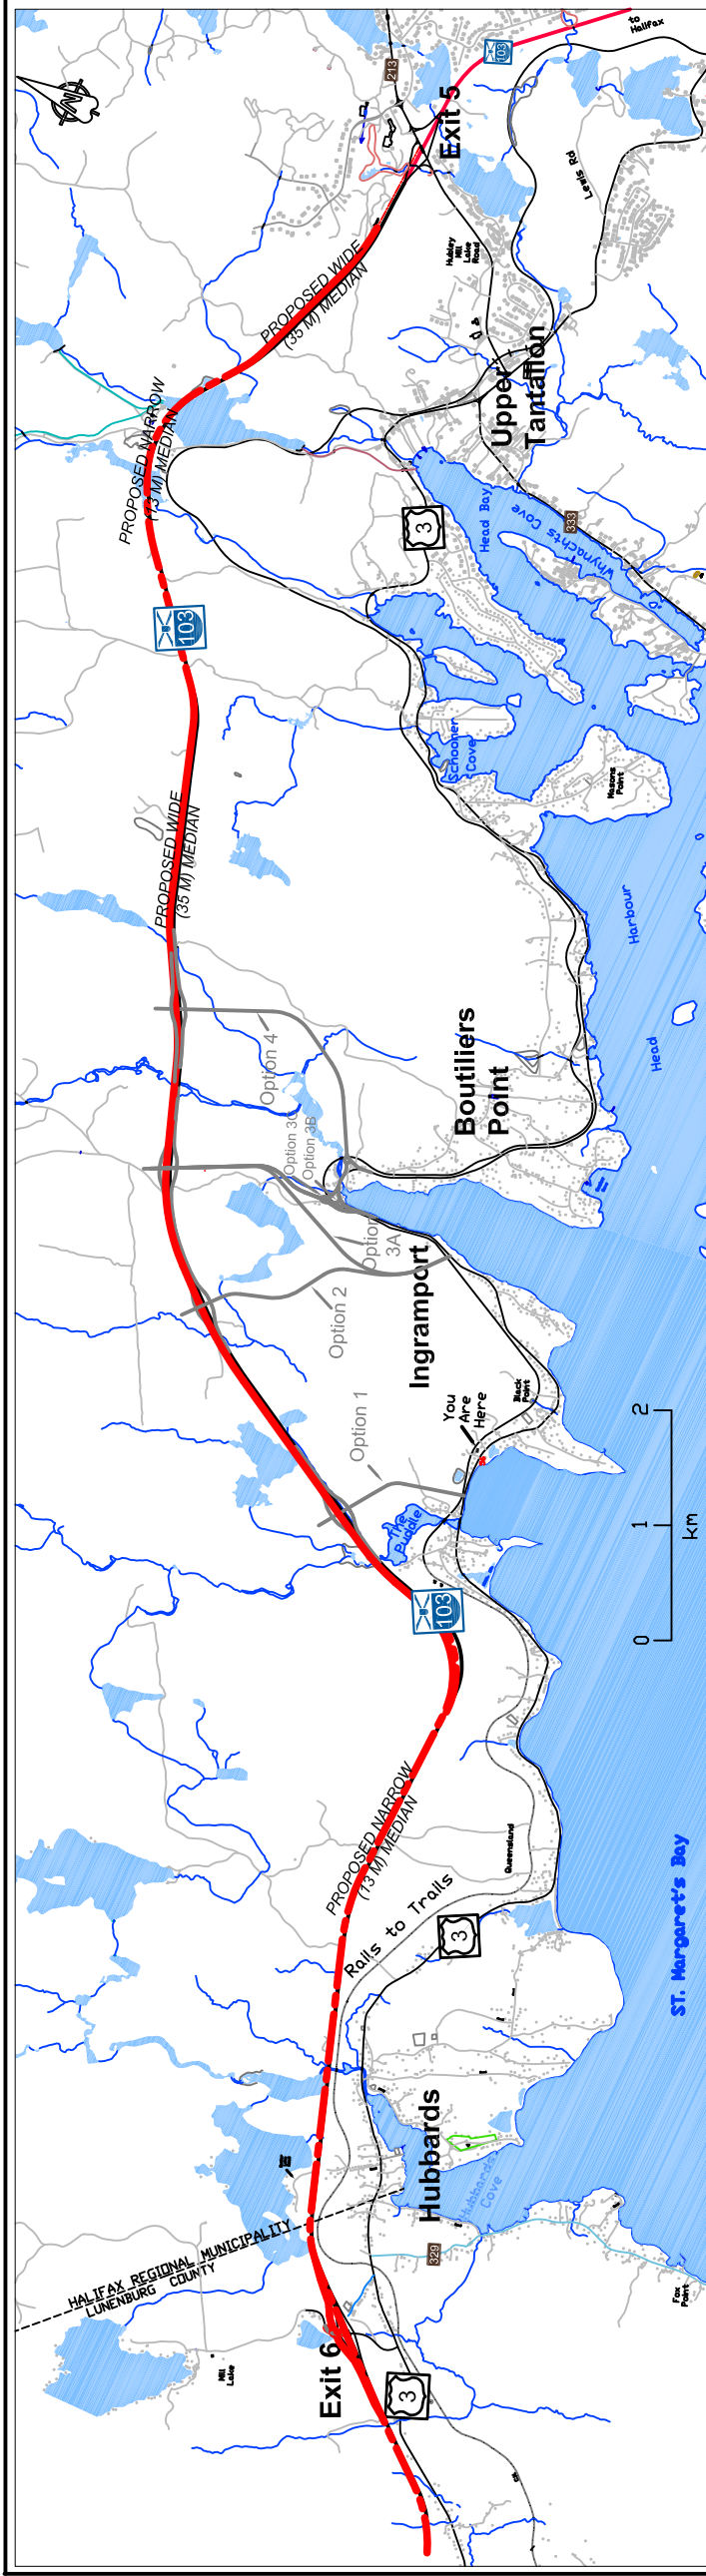 to
Halifax
103
213
Exit 5
Lewis Rd
Hubley
Mill
Lake
Road
PROPOSED WIDE
(35 M) MEDIAN
Upper
Tantallon
PROPOSED NARROW
(13 M) MEDIAN
3
Head Bay
Whynachts Cove
333
103
Schooner
Cove
Masons
Point
PROPOSED WIDE
(35 M) MEDIAN
Harbour
Head
Boutiliers
Point
Option 4
Option 3C
Option 3B
Option
3A
Ingramport
Option 2
Option 1
You
Are
Here
Black
Point
The
Puddle
103
0 1 2
km
PROPOSED NARROW
(13 M) MEDIAN
Rails to Trails
Queensland
3
ST. Margaret's Bay
Hubbards
Hubbards
Cove
HALIFAX REGIONAL MUNICIPALITY
LUNENBURG COUNTY
329
Fox
Point
Mill
Lake
Exit 6
3